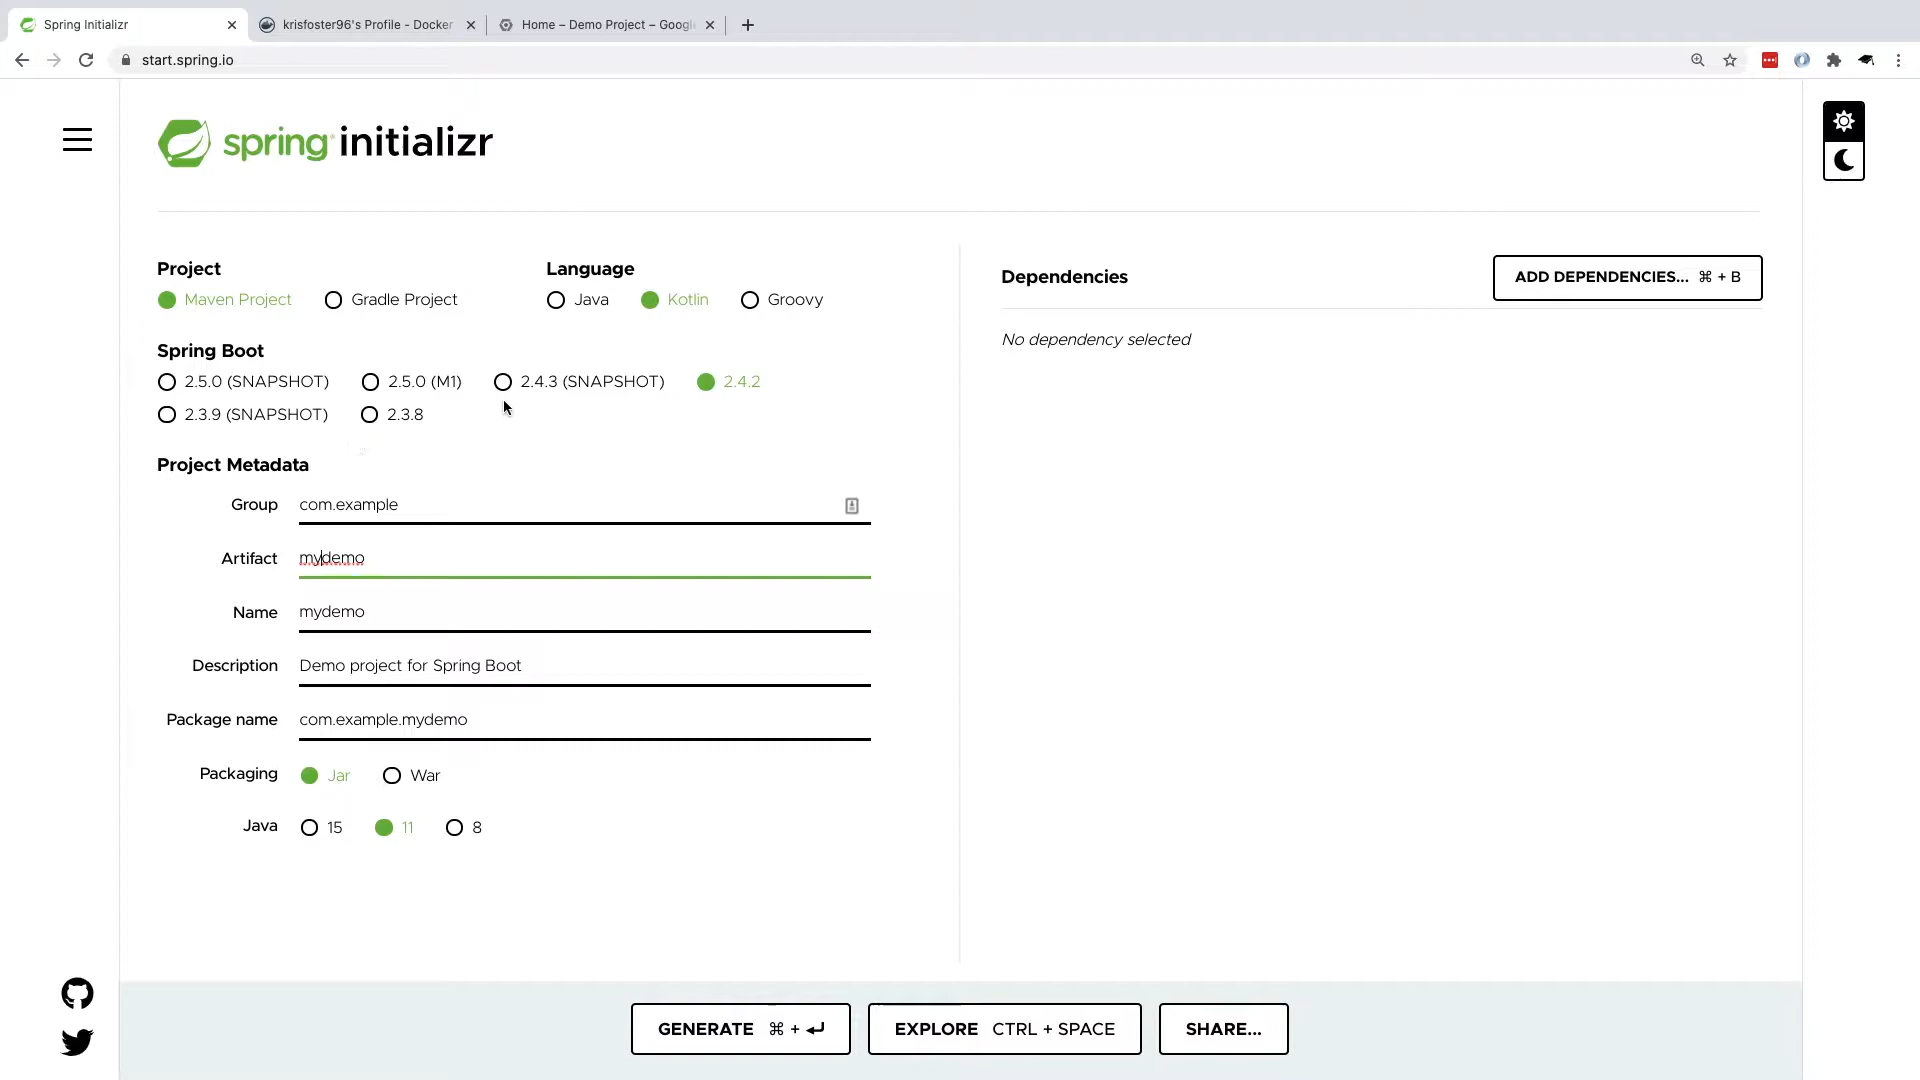 Spring Initializr
krisfoster96's Profile - Docker
Home – Demo Project – Googl
start.spring.io
spring initializr
Project
Maven Project
Gradle Project
Language
Java
Kotlin
Groovy
Dependencies
ADD DEPENDENCIES... ⌘ + B
No dependency selected
Spring Boot
2.5.0 (SNAPSHOT)
2.5.0 (M1)
2.4.3 (SNAPSHOT)
2.4.2
2.3.9 (SNAPSHOT)
2.3.8
Project Metadata
Group
com.example
Artifact
mydemo
Name
mydemo
Description
Demo project for Spring Boot
Package name
com.example.mydemo
Packaging
Jar
War
Java
15
11
8
GENERATE ⌘ + ↵
EXPLORE CTRL + SPACE
SHARE...